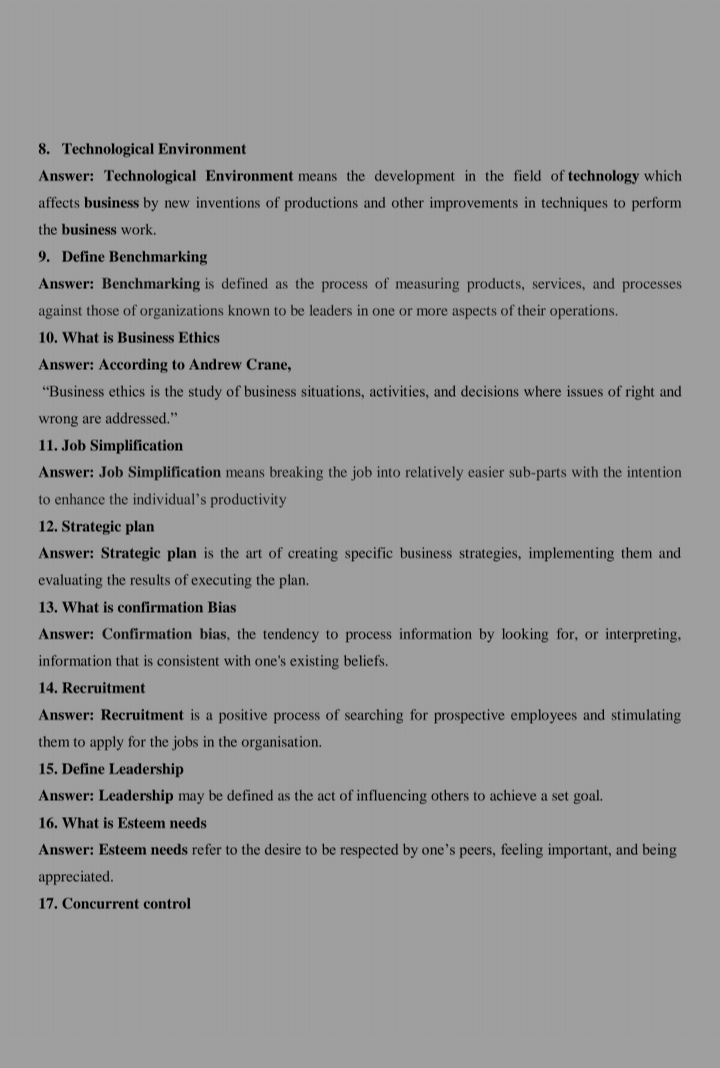 8. Technological Environment
Answer: Technological Environment means the development in the field of technology which
affects business by new inventions of productions and other improvements in techniques to perform
the business work.
9. Define Benchmarking
Answer: Benchmarking is defined as the process of measuring products, services, and processes
against those of organizations known to be leaders in one or more aspects of their operations.
10. What is Business Ethics
Answer: According to Andrew Crane,
“Business ethics is the study of business situations, activities, and decisions where issues of right and
wrong are addressed.”
11. Job Simplification
Answer: Job Simplification means breaking the job into relatively easier sub-parts with the intention
to enhance the individual’s productivity
12. Strategic plan
Answer: Strategic plan is the art of creating specific business strategies, implementing them and
evaluating the results of executing the plan.
13. What is confirmation Bias
Answer: Confirmation bias, the tendency to process information by looking for, or interpreting,
information that is consistent with one's existing beliefs.
14. Recruitment
Answer: Recruitment is a positive process of searching for prospective employees and stimulating
them to apply for the jobs in the organisation.
15. Define Leadership
Answer: Leadership may be defined as the act of influencing others to achieve a set goal.
16. What is Esteem needs
Answer: Esteem needs refer to the desire to be respected by one’s peers, feeling important, and being
appreciated.
17. Concurrent control